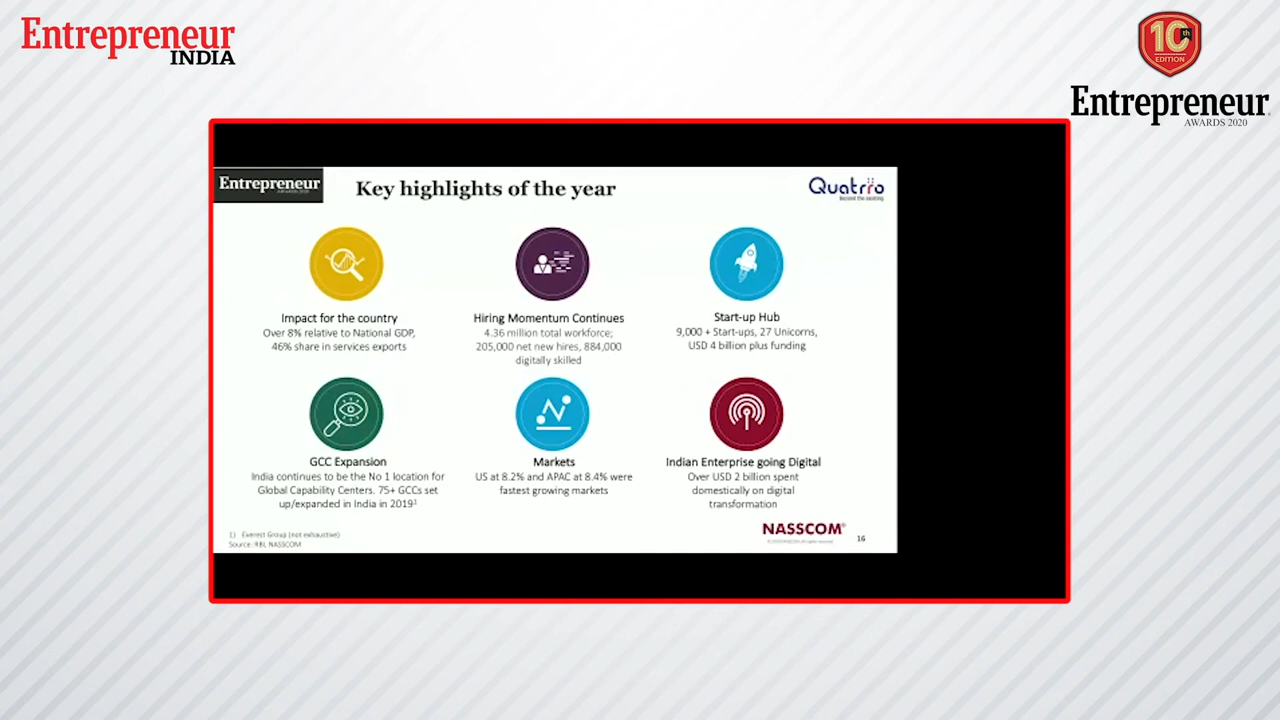 Entrepreneur
INDIA
10th
EDITION
Entrepreneur
AWARDS 2020
Entrepreneur
Key highlights of the year
Quatrro
Beyond the existing
Impact for the country
Over 8% relative to National GDP,
46% share in services exports
Hiring Momentum Continues
4.36 million total workforce;
205,000 net new hires, 884,000
digitally skilled
Start-up Hub
9,000 + Start-ups, 27 Unicorns,
USD 4 billion plus funding
GCC Expansion
India continues to be the No 1 location for
Global Capability Centers. 75+ GCCs set
up/expanded in India in 2019¹
Markets
US at 8.2% and APAC at 8.4% were
fastest growing markets
Indian Enterprise going Digital
Over USD 2 billion spent
domestically on digital
transformation
1) Everest Group (not exhaustive)
Source: RBI, NASSCOM
NASSCOM®
16